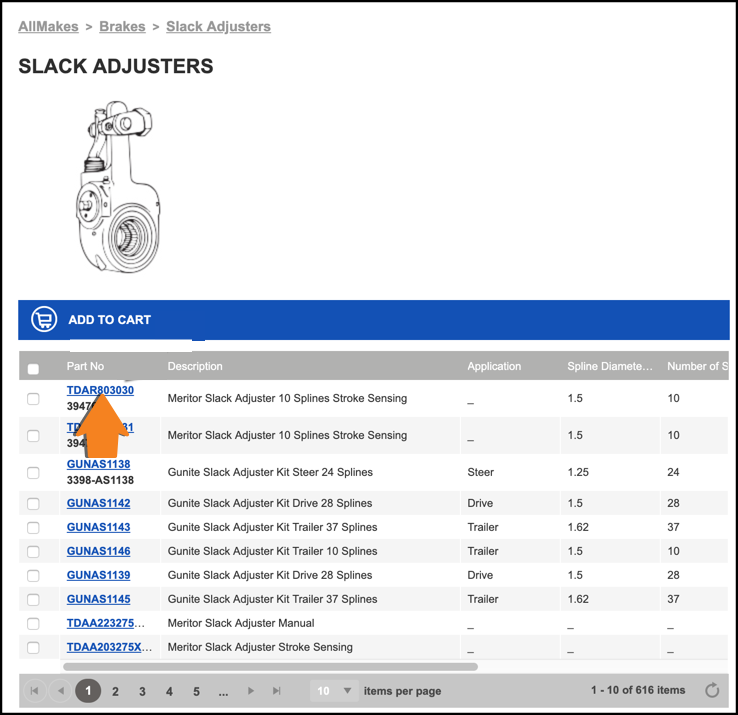 AllMakes > Brakes > Slack Adjusters
SLACK ADJUSTERS
ADD TO CART
Part No Description Application Spline Diamete... Number of S
TDAR803030
Meritor Slack Adjuster 10 Splines Stroke Sensing _ 1.5 10
Meritor Slack Adjuster 10 Splines Stroke Sensing _ 1.5 10
GUNAS1138
3398-AS1138
Gunite Slack Adjuster Kit Steer 24 Splines Steer 1.25 24
GUNAS1142 Gunite Slack Adjuster Kit Drive 28 Splines Drive 1.5 28
GUNAS1143 Gunite Slack Adjuster Kit Trailer 37 Splines Trailer 1.62 37
GUNAS1146 Gunite Slack Adjuster Kit Trailer 10 Splines Trailer 1.5 10
GUNAS1139 Gunite Slack Adjuster Kit Drive 28 Splines Drive 1.5 28
GUNAS1145 Gunite Slack Adjuster Kit Trailer 37 Splines Trailer 1.62 37
TDAA223275... Meritor Slack Adjuster Manual _ _ _
TDAA203275X... Meritor Slack Adjuster Stroke Sensing _ _ _
1 2 3 4 5 ... 10 items per page 1 - 10 of 616 items